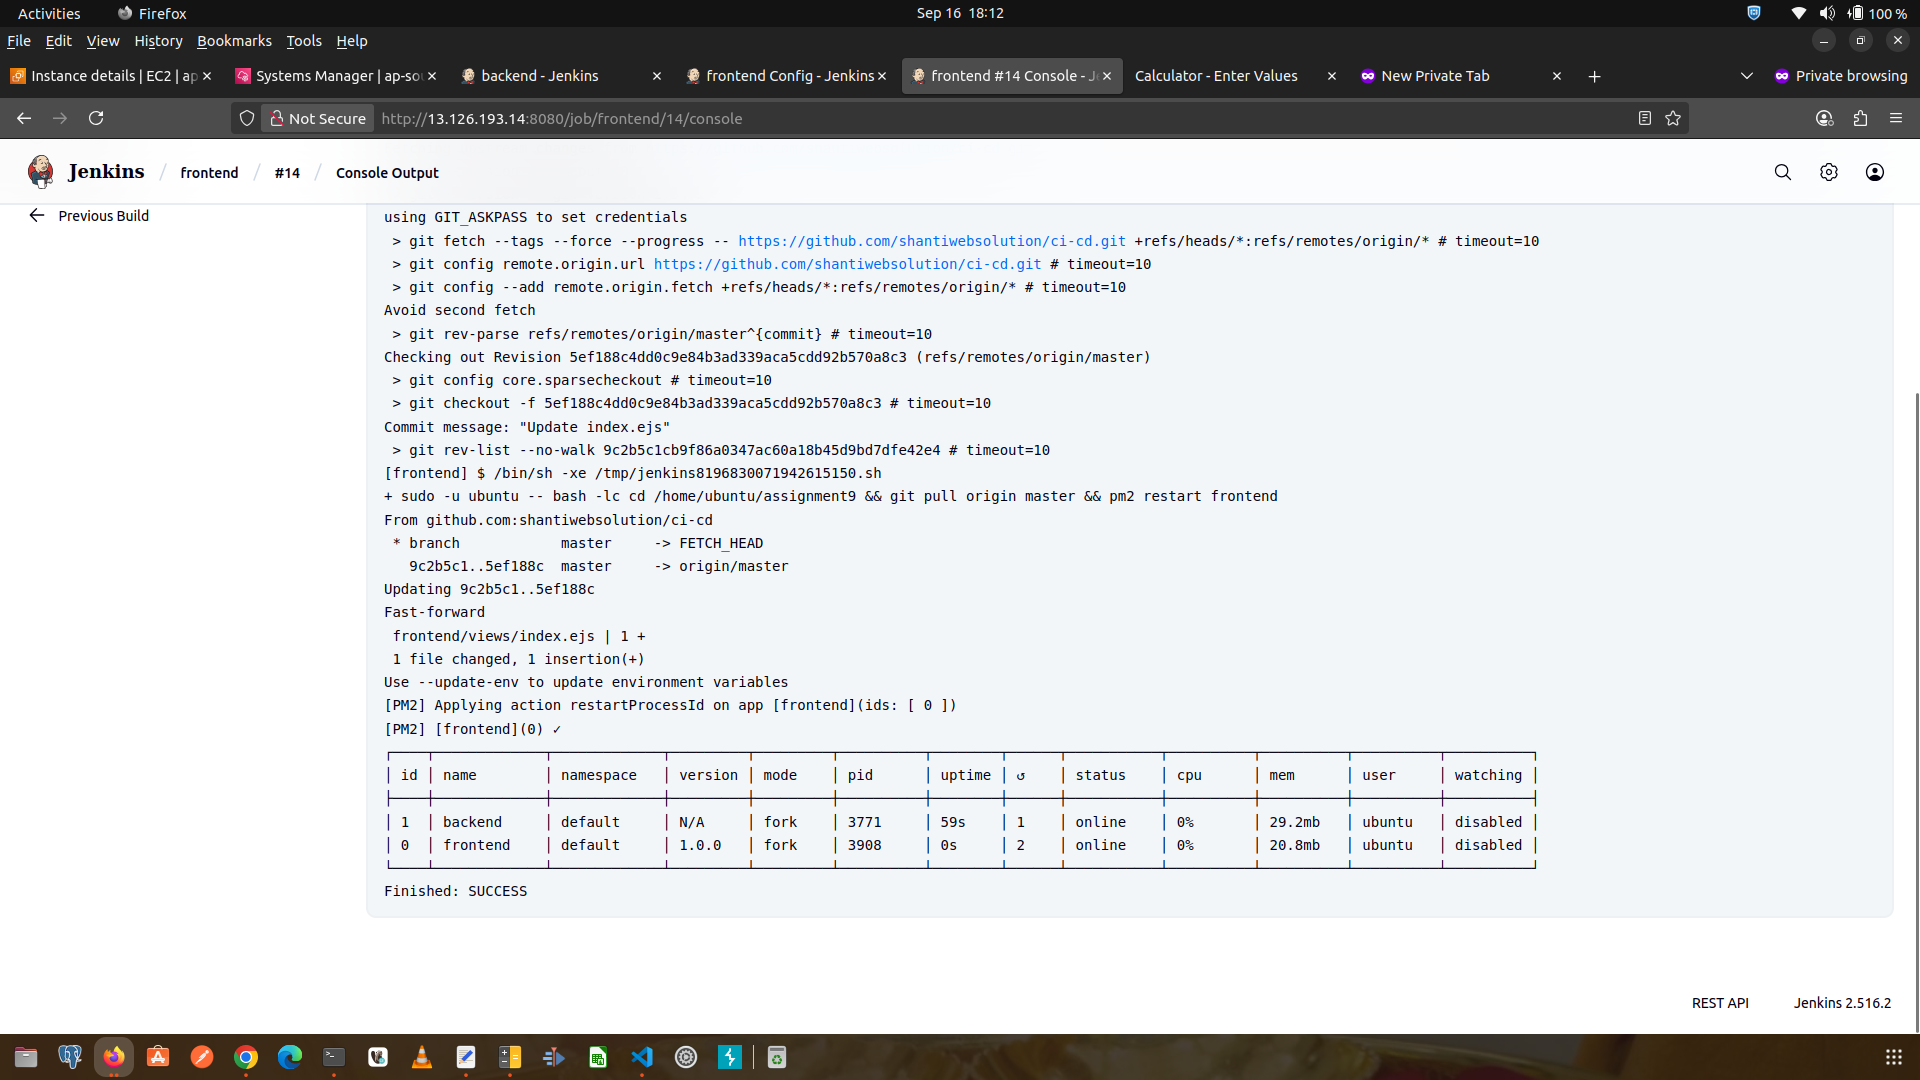 Activities Firefox Sep 16 18:12 100 %
File Edit View History Bookmarks Tools Help
Instance details | EC2 | ap Systems Manager | ap-so backend - Jenkins frontend Config - Jenkins frontend #14 Console - Je Calculator - Enter Values New Private Tab Private browsing
Not Secure http://13.126.193.14:8080/job/frontend/14/console
Jenkins / frontend / #14 / Console Output
Previous Build
using GIT_ASKPASS to set credentials
> git fetch --tags --force --progress -- https://github.com/shantiwebsolution/ci-cd.git +refs/heads/*:refs/remotes/origin/* # timeout=10
> git config remote.origin.url https://github.com/shantiwebsolution/ci-cd.git # timeout=10
> git config --add remote.origin.fetch +refs/heads/*:refs/remotes/origin/* # timeout=10
Avoid second fetch
> git rev-parse refs/remotes/origin/master^{commit} # timeout=10
Checking out Revision 5ef188c4dd0c9e84b3ad339aca5cdd92b570a8c3 (refs/remotes/origin/master)
> git config core.sparsecheckout # timeout=10
> git checkout -f 5ef188c4dd0c9e84b3ad339aca5cdd92b570a8c3 # timeout=10
Commit message: "Update index.ejs"
> git rev-list --no-walk 9c2b5c1cb9f86a0347ac60a18b45d9bd7dfe42e4 # timeout=10
[frontend] $ /bin/sh -xe /tmp/jenkins8196830071942615150.sh
+ sudo -u ubuntu -- bash -lc cd /home/ubuntu/assignment9 && git pull origin master && pm2 restart frontend
From github.com:shantiwebsolution/ci-cd
* branch master -> FETCH_HEAD
9c2b5c1..5ef188c master -> origin/master
Updating 9c2b5c1..5ef188c
Fast-forward
frontend/views/index.ejs | 1 +
1 file changed, 1 insertion(+)
Use --update-env to update environment variables
[PM2] Applying action restartProcessId on app [frontend](ids: [ 0 ])
[PM2] [frontend](0) ✓
│ id │ name │ namespace │ version │ mode │ pid │ uptime │ ↺ │ status │ cpu │ mem │ user │ watching │
│ 1 │ backend │ default │ N/A │ fork │ 3771 │ 59s │ 1 │ online │ 0% │ 29.2mb │ ubuntu │ disabled │
│ 0 │ frontend │ default │ 1.0.0 │ fork │ 3908 │ 0s │ 2 │ online │ 0% │ 20.8mb │ ubuntu │ disabled │
Finished: SUCCESS
REST API Jenkins 2.516.2